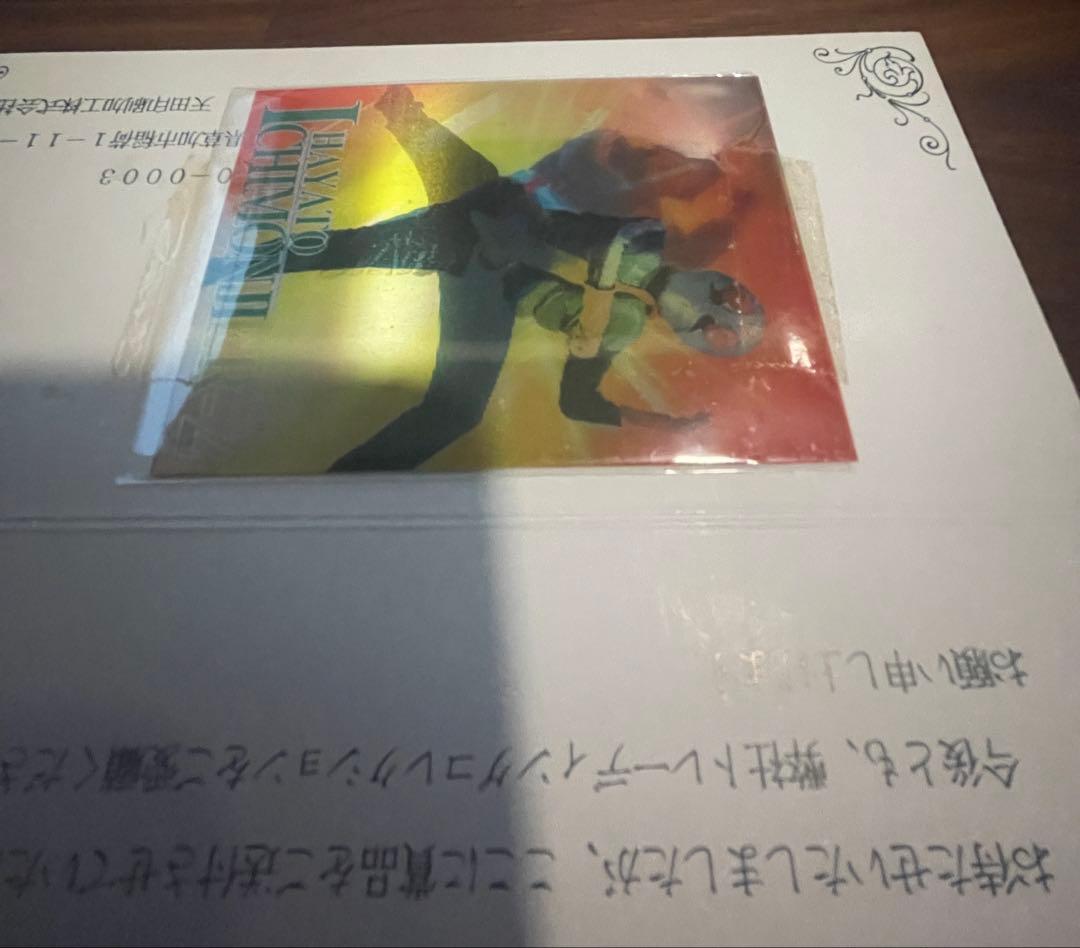 お待たせいたしましたが、ここに賞品をご送付させていた
今後とも、弊社トレーディングコレクションをご愛顧くださ
お願い申し上
0-0003
県草加市稲荷1-11-
天田印刷加工株式会社
HAYATO
ICHIMONJI